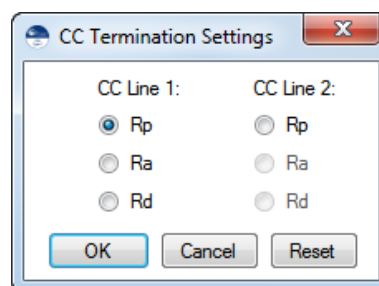 CC Termination Settings
CC Line 1: CC Line 2:
Rp Rp
Ra Ra
Rd Rd
OK Cancel Reset